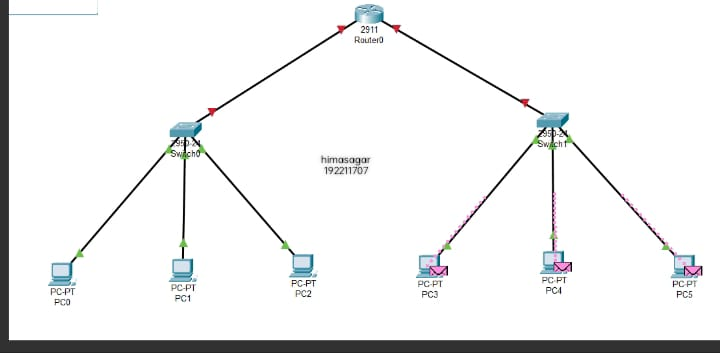 2911
Router0
2950-24
Switch0
2950-24
Switch1
himasagar
192211707
PC-PT
PC0
PC-PT
PC1
PC-PT
PC2
PC-PT
PC3
PC-PT
PC4
PC-PT
PC5